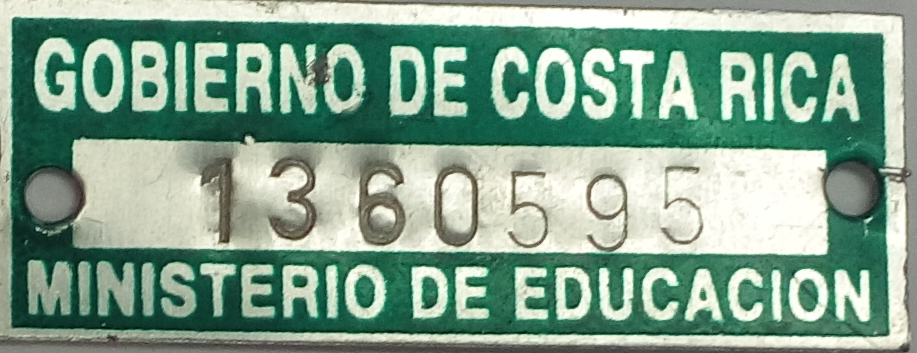 GOBIERNO DE COSTA RICA
1360595
MINISTERIO DE EDUCACION